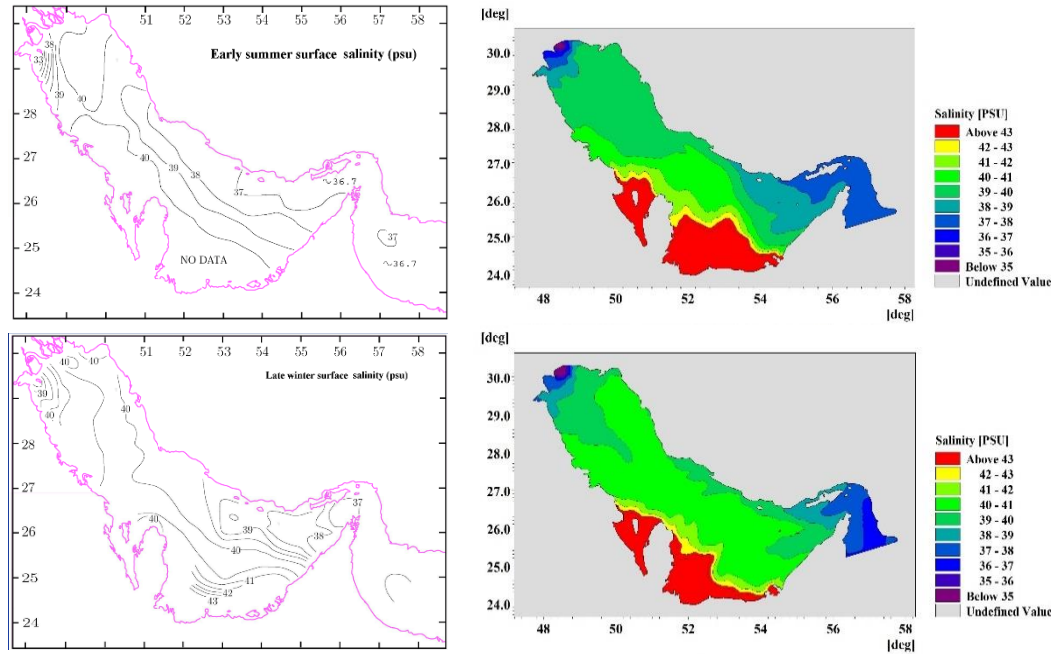 51 52 53 54 55 56 57 58
Early summer surface salinity (psu)
38
33
39
40
28
27
26
25
24
40
39
38
37
~36.7
37
~36.7
NO DATA
[deg]
30.0
29.0
28.0
27.0
26.0
25.0
24.0
48 50 52 54 56 58
[deg]
Salinity [PSU]
Above 43
42 - 43
41 - 42
40 - 41
39 - 40
38 - 39
37 - 38
36 - 37
35 - 36
Below 35
Undefined Value
51 52 53 54 55 56 57 58
Late winter surface salinity (psu)
40
40
39
40
40
28
27
26
25
24
40
37
39
38
40
41
42
43
[deg]
30.0
29.0
28.0
27.0
26.0
25.0
24.0
48 50 52 54 56 58
[deg]
Salinity [PSU]
Above 43
42 - 43
41 - 42
40 - 41
39 - 40
38 - 39
37 - 38
36 - 37
35 - 36
Below 35
Undefined Value